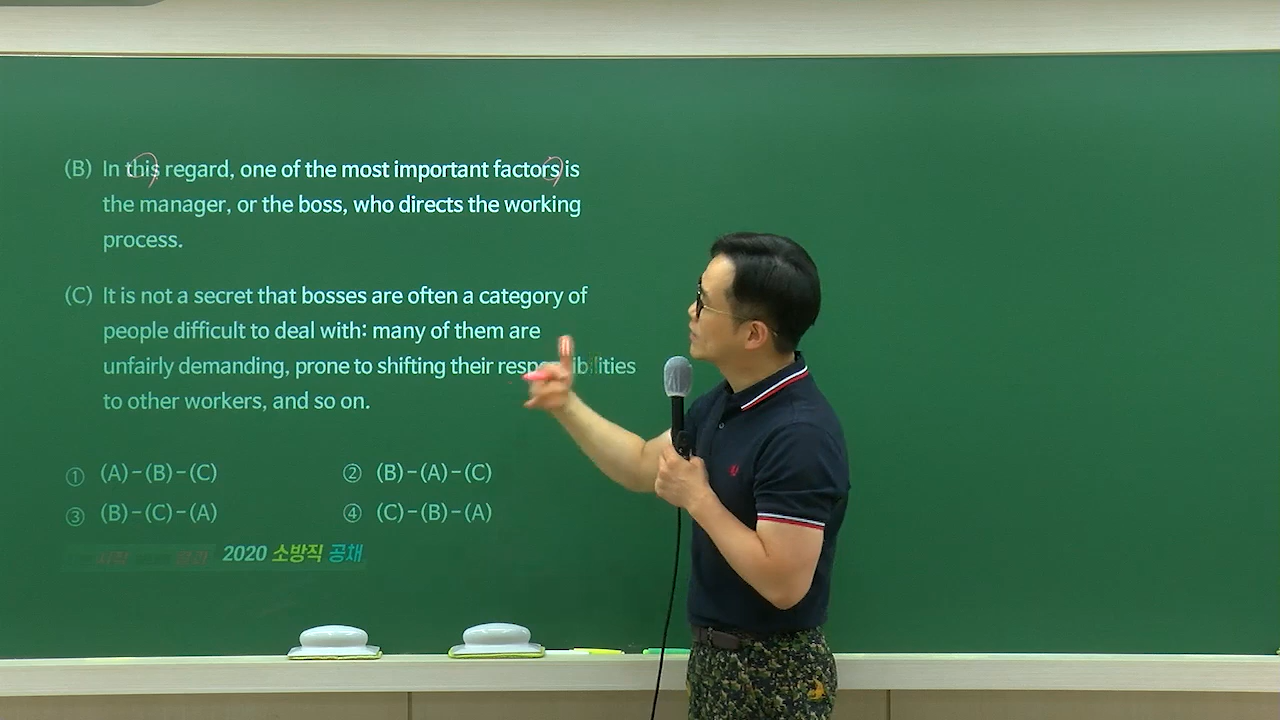 (B) In this regard, one of the most important factors is
the manager, or the boss, who directs the working
process.
(C) It is not a secret that bosses are often a category of
people difficult to deal with: many of them are
unfairly demanding, prone to shifting their responsibilities
to other workers, and so on.
① (A)-(B)-(C) ② (B)-(A)-(C)
③ (B)-(C)-(A) ④ (C)-(B)-(A)
2020 소방직 공채